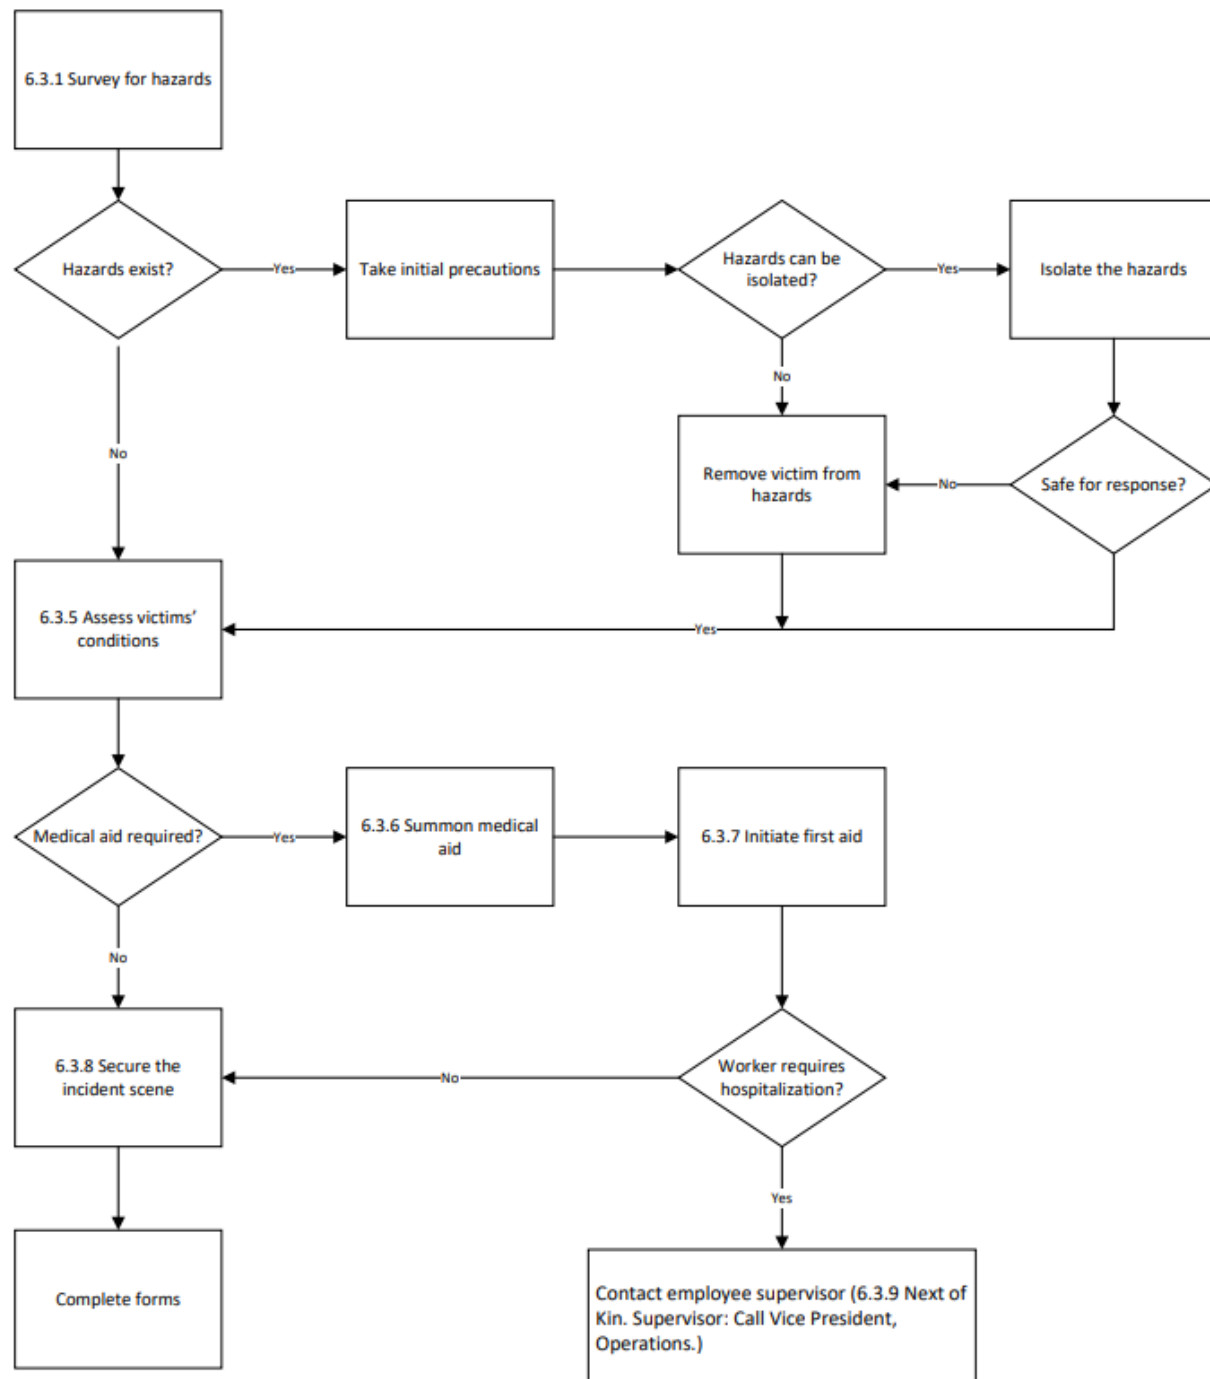 6.3.1 Survey for hazards
Hazards exist?
Yes
Take initial precautions
Hazards can be
isolated?
Yes
Isolate the hazards
No
No
Remove victim from
hazards
No
Safe for response?
6.3.5 Assess victims’
conditions
Yes
Medical aid required?
Yes
6.3.6 Summon medical
aid
6.3.7 Initiate first aid
No
6.3.8 Secure the
incident scene
No
Worker requires
hospitalization?
Yes
Complete forms
Contact employee supervisor (6.3.9 Next of
Kin. Supervisor: Call Vice President,
Operations.)